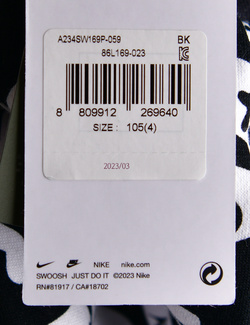 A234SW169P-059 BK
86L169-023
8 809912 269640
SIZE : 105(4)
2023/03
NIKE nike.com
SWOOSH JUST DO IT ©2023 Nike
RN#81917 / CA#18702